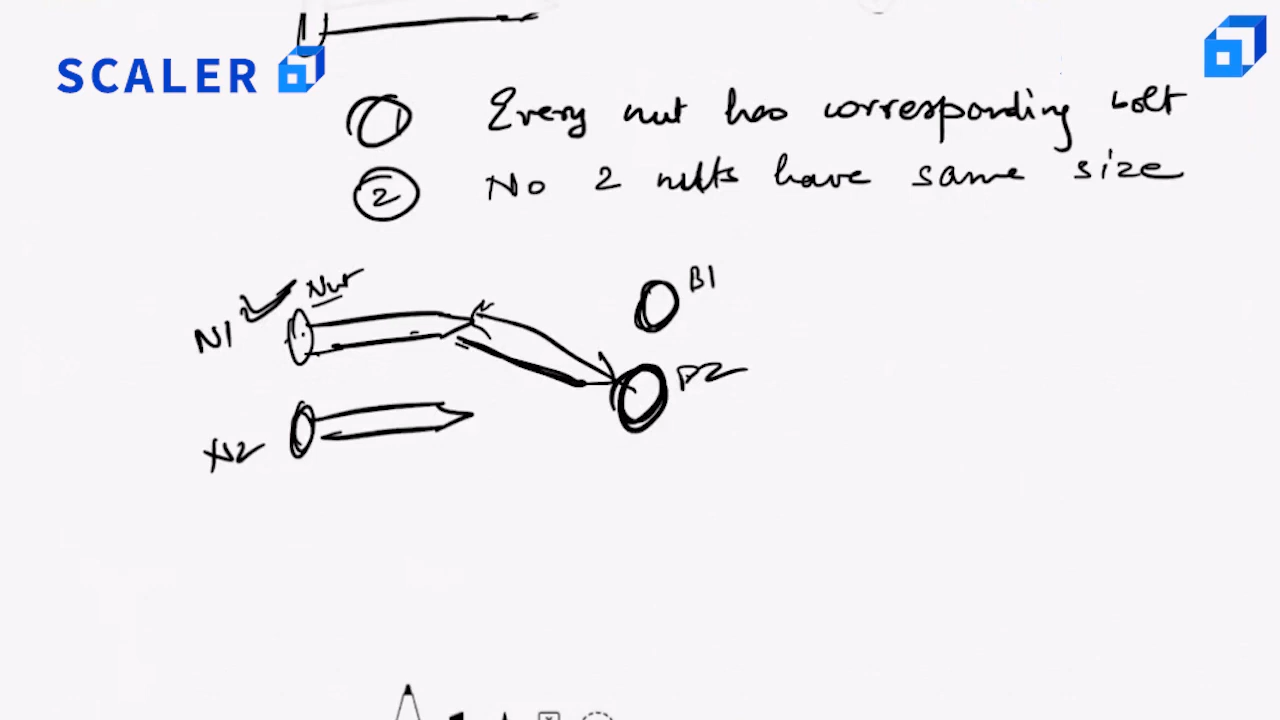 SCALER
1 Every nut has corresponding bolt
2 No 2 nuts have same size
Nut
B1
N1
B2
N2